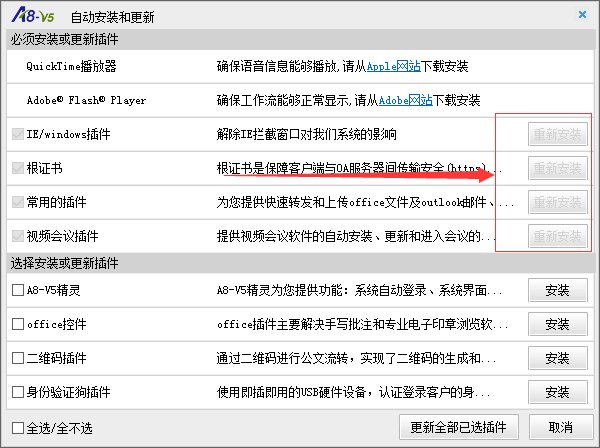 A8-V5 自动安装和更新
必须安装或更新插件
QuickTime播放器 确保语音信息能够播放,请从Apple网站下载安装
Adobe® Flash® Player 确保工作流能够正常显示,请从Adobe网站下载安装
IE/windows插件 解除IE拦截窗口对我们系统的影响 重新安装
根证书 根证书是保障客户端与OA服务器间传输安全(https)... 重新安装
常用的插件 为您提供快速转发和上传office文件及outlook邮件、... 重新安装
视频会议插件 提供视频会议软件的自动安装、更新和进入会议的... 重新安装
选择安装或更新插件
A8-V5精灵 A8-V5精灵为您提供功能：系统自动登录、系统界面... 安装
office控件 office插件主要解决手写批注和专业电子印章浏览软... 安装
二维码插件 通过二维码进行公文流转，实现了二维码的生成和... 安装
身份验证狗插件 使用即插即用的USB硬件设备，认证登录客户的身... 安装
全选/全不选 更新全部已选插件 取消